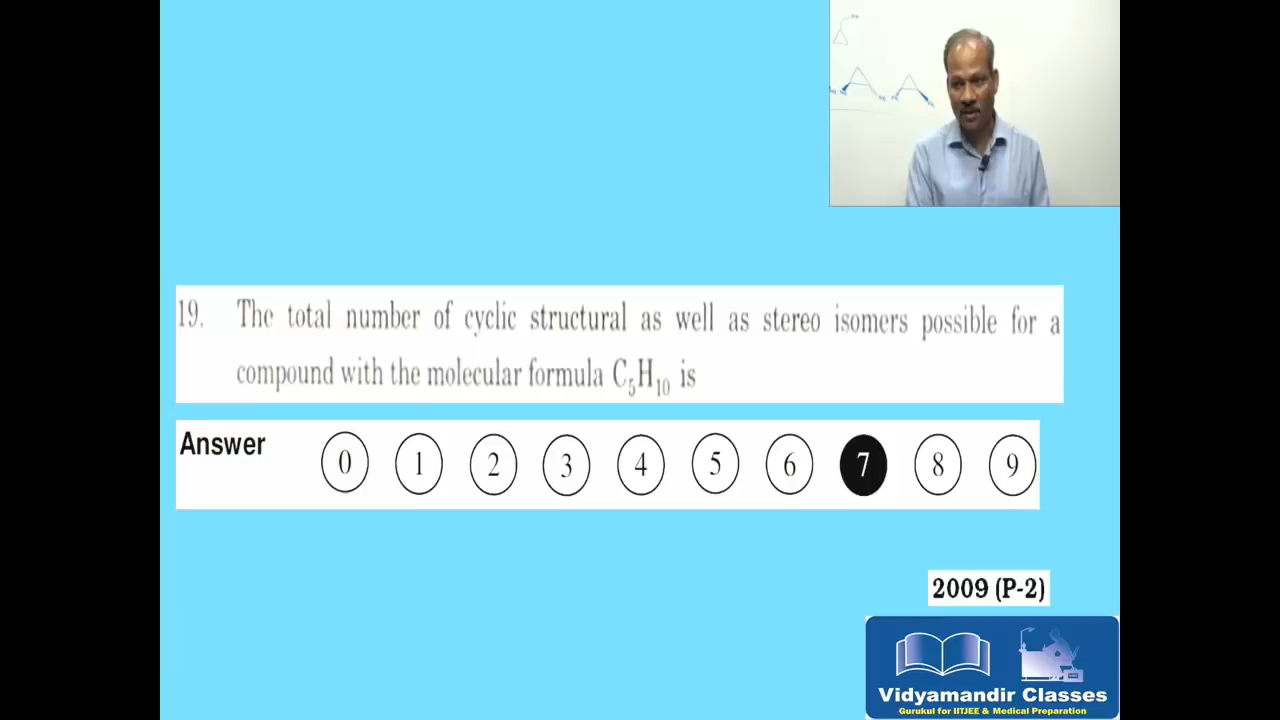 19. The total number of cyclic structural as well as stereo isomers possible for a
compound with the molecular formula C₅H₁₀ is
Answer 0 1 2 3 4 5 6 7 8 9
2009 (P-2)
Vidyamandir Classes
Gurukul for IITJEE & Medical Preparation